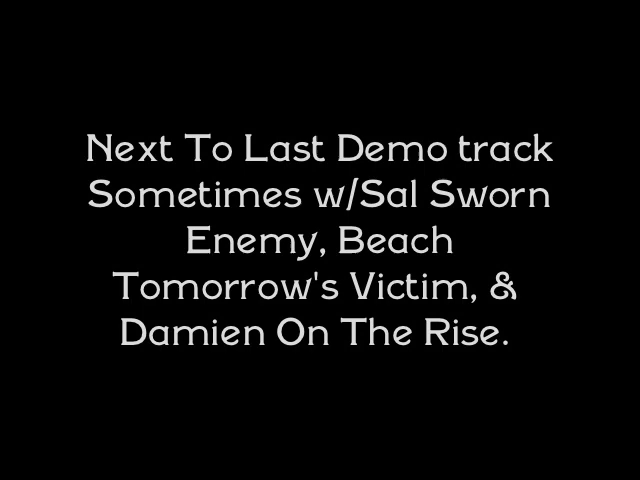 Next To Last Demo track
Sometimes w/Sal Sworn
Enemy, Beach
Tomorrow's Victim, &
Damien On The Rise.